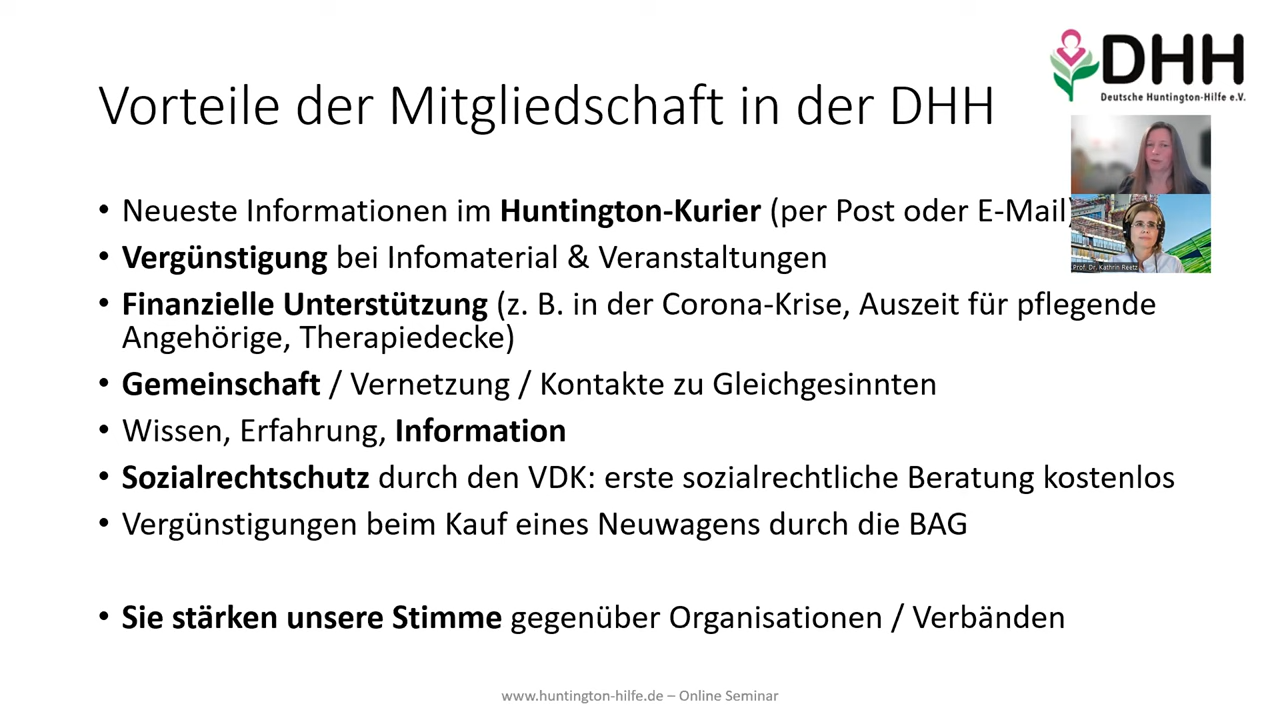 DHH
Deutsche Huntington-Hilfe e.V.
Vorteile der Mitgliedschaft in der DHH
• Neueste Informationen im Huntington-Kurier (per Post oder E-Mail)
• Vergünstigung bei Infomaterial & Veranstaltungen
Prof. Dr. Kathrin Reetz
• Finanzielle Unterstützung (z. B. in der Corona-Krise, Auszeit für pflegende
Angehörige, Therapiedecke)
• Gemeinschaft / Vernetzung / Kontakte zu Gleichgesinnten
• Wissen, Erfahrung, Information
• Sozialrechtschutz durch den VDK: erste sozialrechtliche Beratung kostenlos
• Vergünstigungen beim Kauf eines Neuwagens durch die BAG
• Sie stärken unsere Stimme gegenüber Organisationen / Verbänden
www.huntington-hilfe.de – Online Seminar